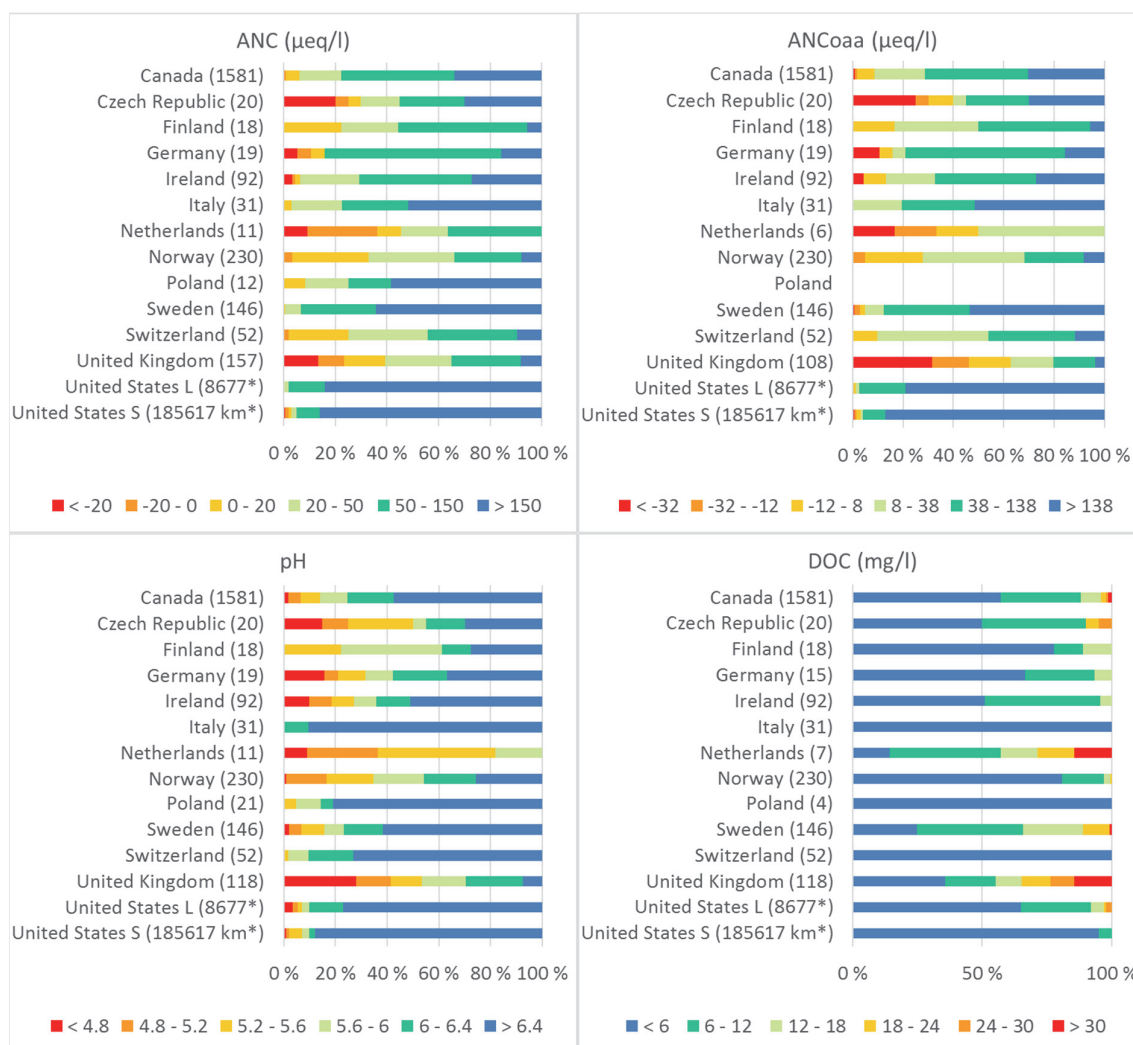 ANC (µeq/l)
Canada (1581)
Czech Republic (20)
Finland (18)
Germany (19)
Ireland (92)
Italy (31)
Netherlands (11)
Norway (230)
Poland (12)
Sweden (146)
Switzerland (52)
United Kingdom (157)
United States L (8677*)
United States S (185617 km*)
0 % 20 % 40 % 60 % 80 % 100 %
< -20 -20 - 0 0 - 20 20 - 50 50 - 150 > 150
ANCoaa (µeq/l)
Canada (1581)
Czech Republic (20)
Finland (18)
Germany (19)
Ireland (92)
Italy (31)
Netherlands (6)
Norway (230)
Poland
Sweden (146)
Switzerland (52)
United Kingdom (108)
United States L (8677*)
United States S (185617 km*)
0 % 20 % 40 % 60 % 80 % 100 %
< -32 -32 - -12 -12 - 8 8 - 38 38 - 138 > 138
pH
Canada (1581)
Czech Republic (20)
Finland (18)
Germany (19)
Ireland (92)
Italy (31)
Netherlands (11)
Norway (230)
Poland (21)
Sweden (146)
Switzerland (52)
United Kingdom (118)
United States L (8677*)
United States S (185617 km*)
0 % 20 % 40 % 60 % 80 % 100 %
< 4.8 4.8 - 5.2 5.2 - 5.6 5.6 - 6 6 - 6.4 > 6.4
DOC (mg/l)
Canada (1581)
Czech Republic (20)
Finland (18)
Germany (15)
Ireland (92)
Italy (31)
Netherlands (7)
Norway (230)
Poland (4)
Sweden (146)
Switzerland (52)
United Kingdom (118)
United States L (8677*)
United States S (185617 km*)
0 % 50 % 100 %
< 6 6 - 12 12 - 18 18 - 24 24 - 30 > 30